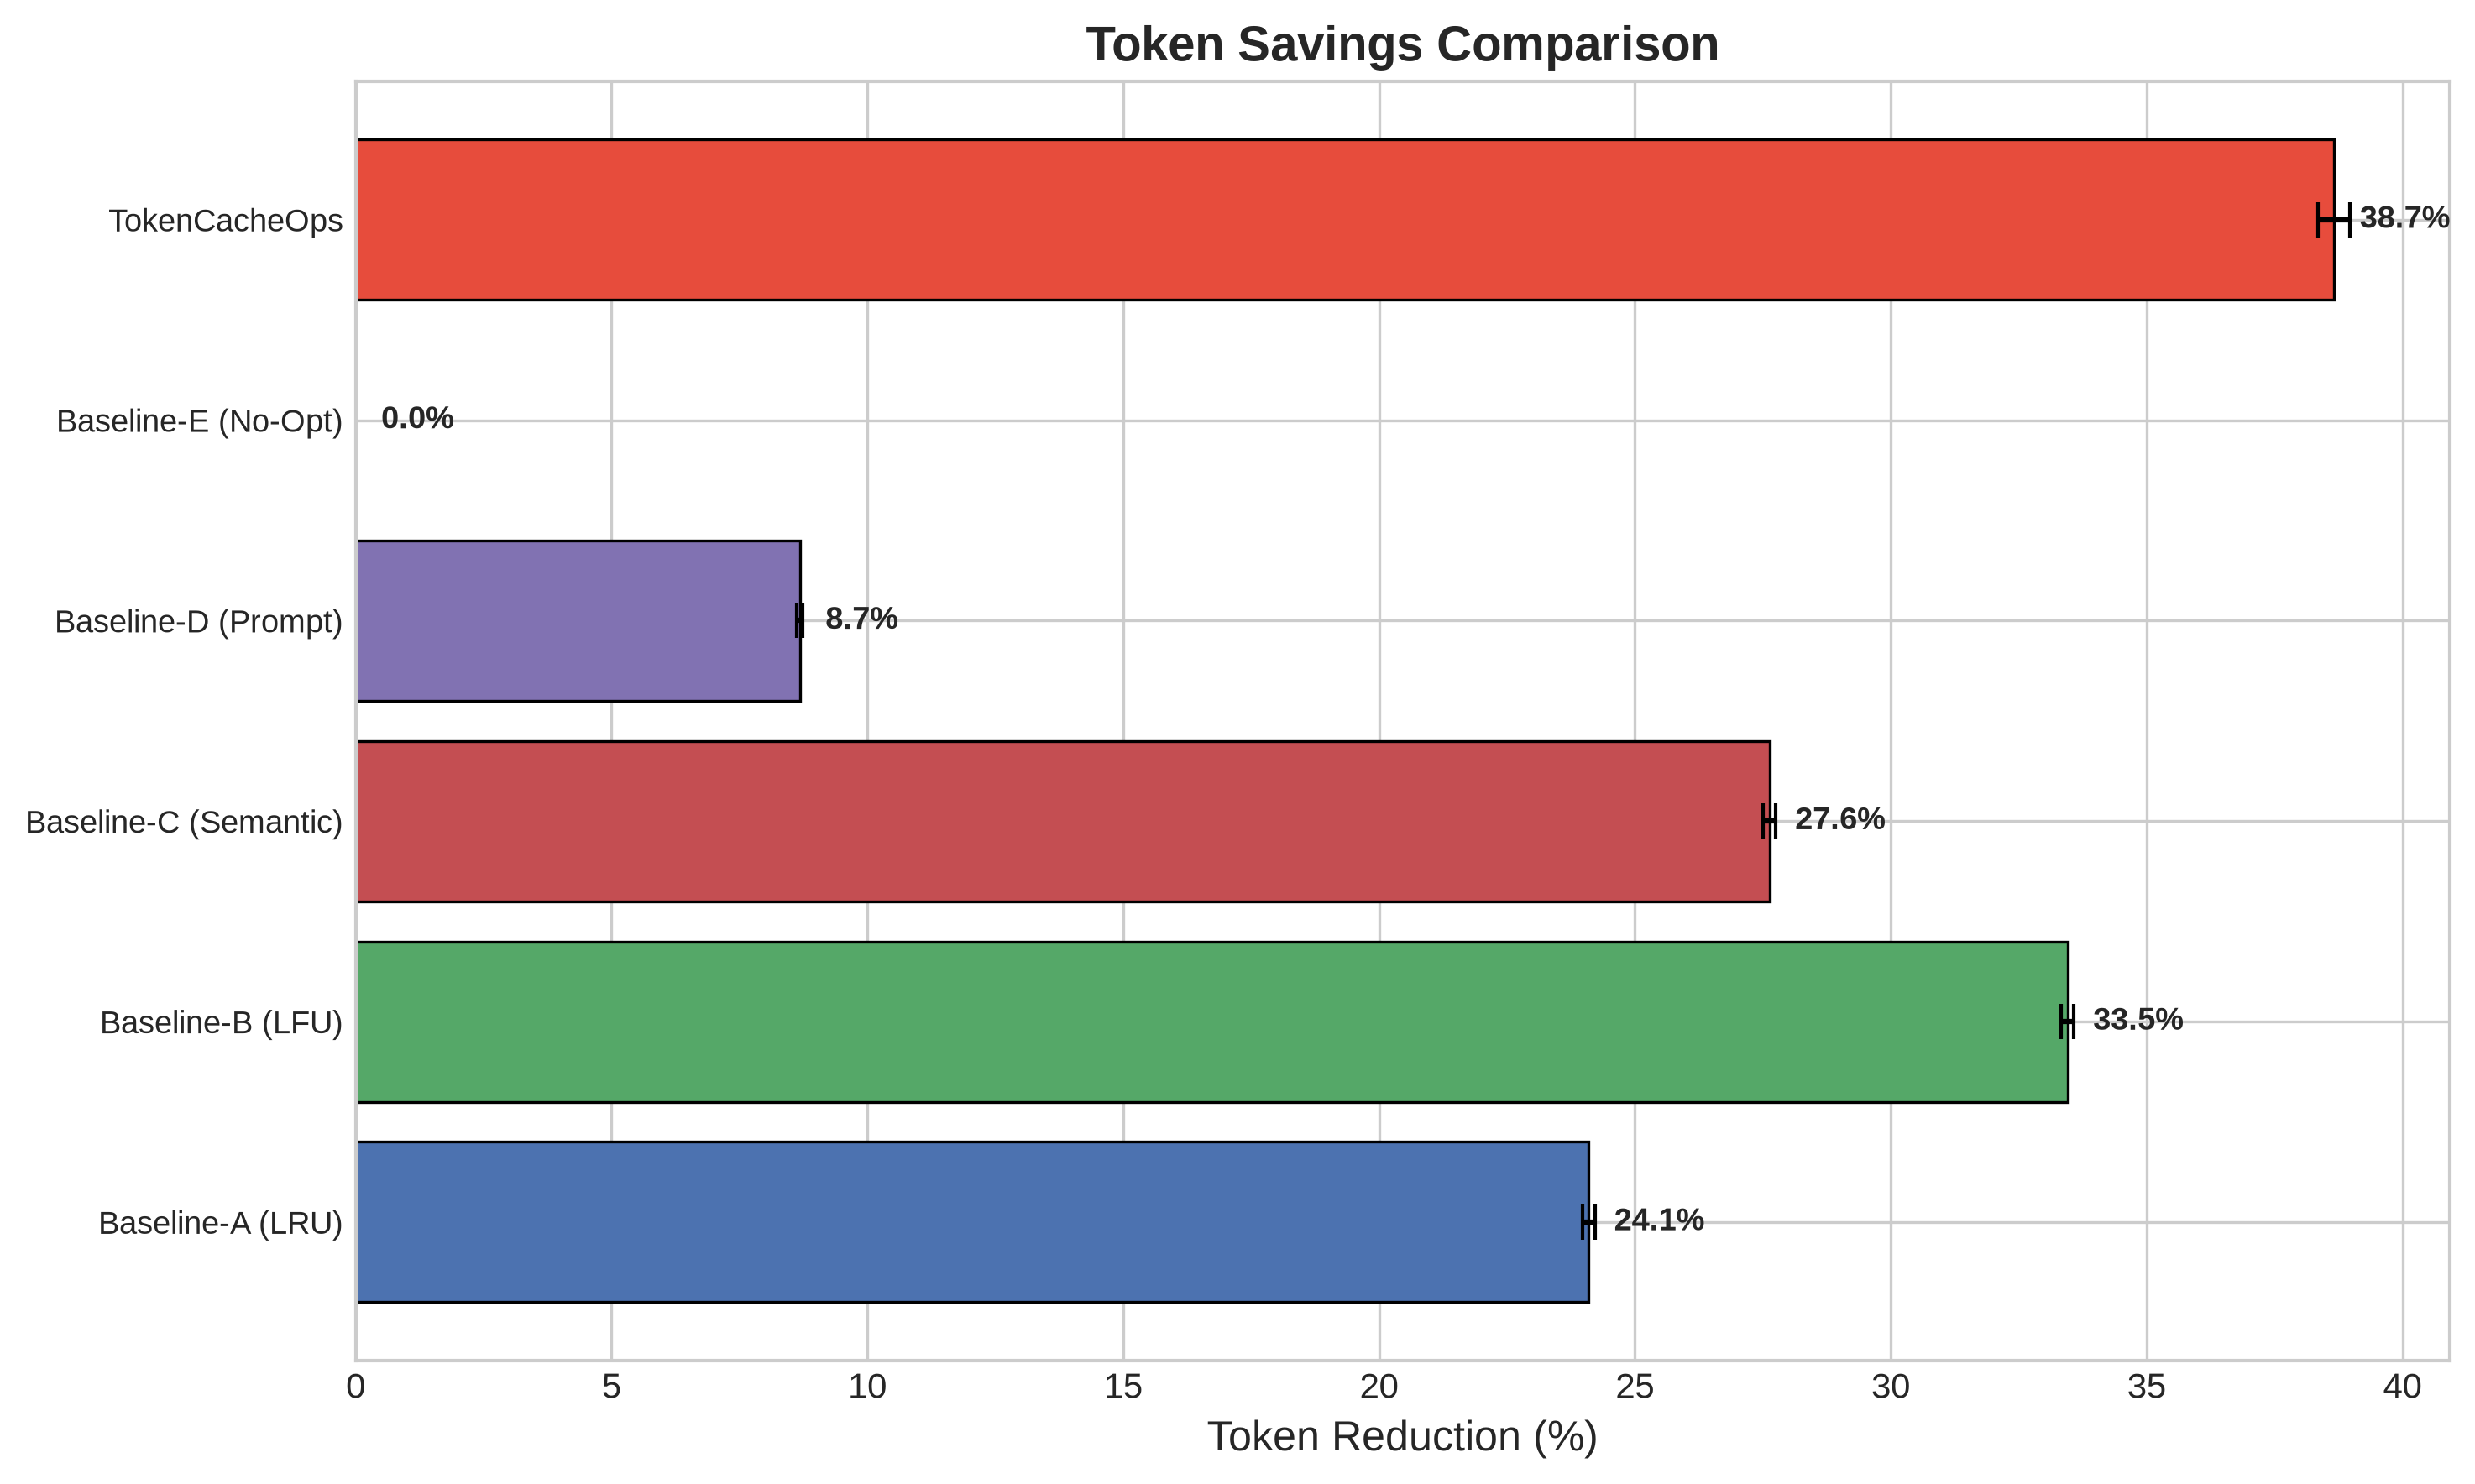 Token Savings Comparison
TokenCacheOps
38.7%
Baseline-E (No-Opt)
0.0%
Baseline-D (Prompt)
8.7%
Baseline-C (Semantic)
27.6%
Baseline-B (LFU)
33.5%
Baseline-A (LRU)
24.1%
0 5 10 15 20 25 30 35 40
Token Reduction (%)